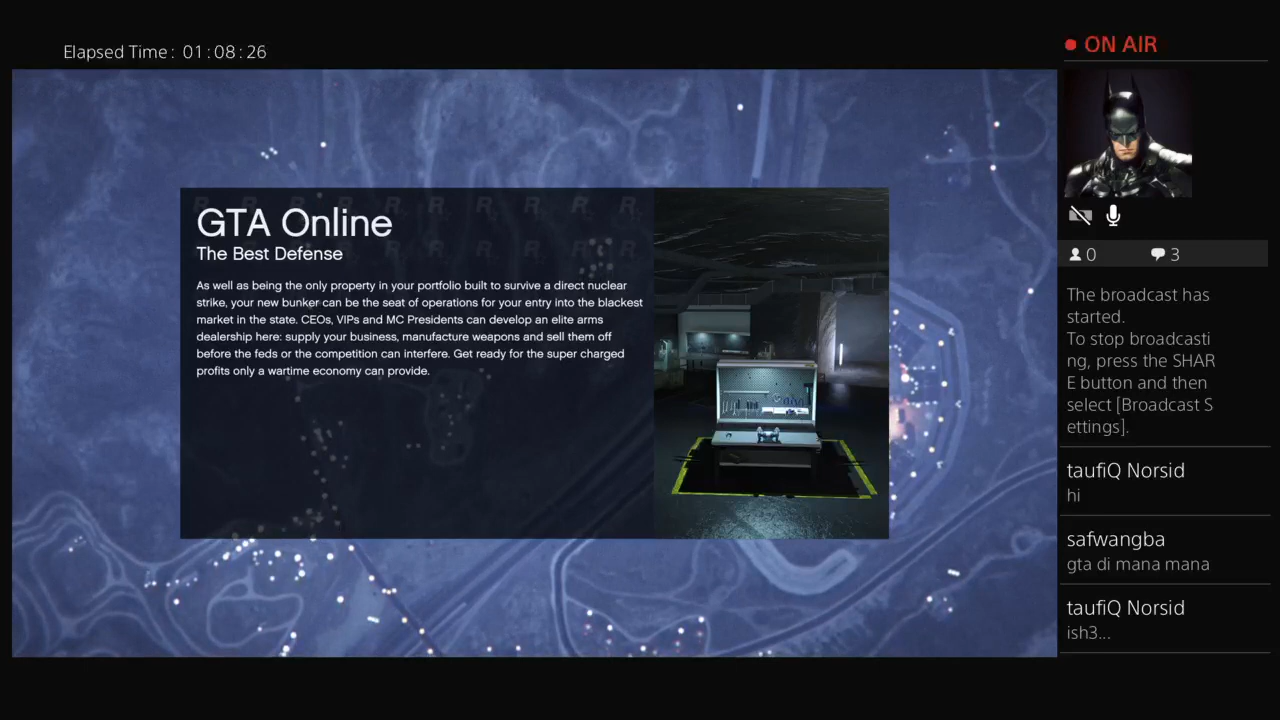 Elapsed Time: 01:08:26
ON AIR
GTA Online
The Best Defense
As well as being the only property in your portfolio built to survive a direct nuclear
strike, your new bunker can be the seat of operations for your entry into the blackest
market in the state. CEOs, VIPs and MC Presidents can develop an elite arms
dealership here: supply your business, manufacture weapons and sell them off
before the feds or the competition can interfere. Get ready for the super charged
profits only a wartime economy can provide.
0 3
The broadcast has
started.
To stop broadcasti
ng, press the SHAR
E button and then
select [Broadcast S
ettings].
taufiQ Norsid
hi
safwangba
gta di mana mana
taufiQ Norsid
ish3...